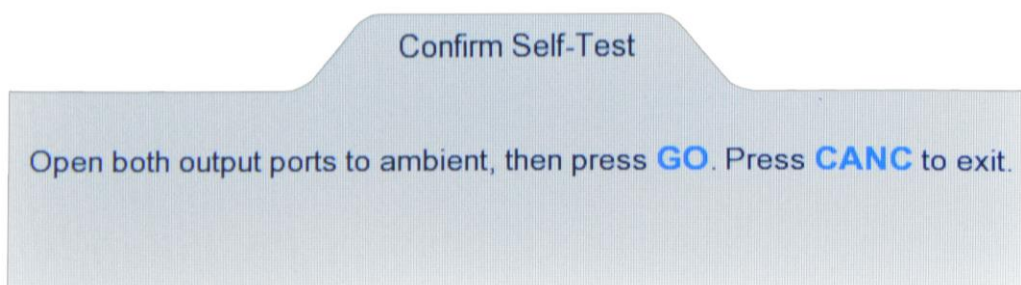 Confirm Self-Test
Open both output ports to ambient, then press GO. Press CANC to exit.